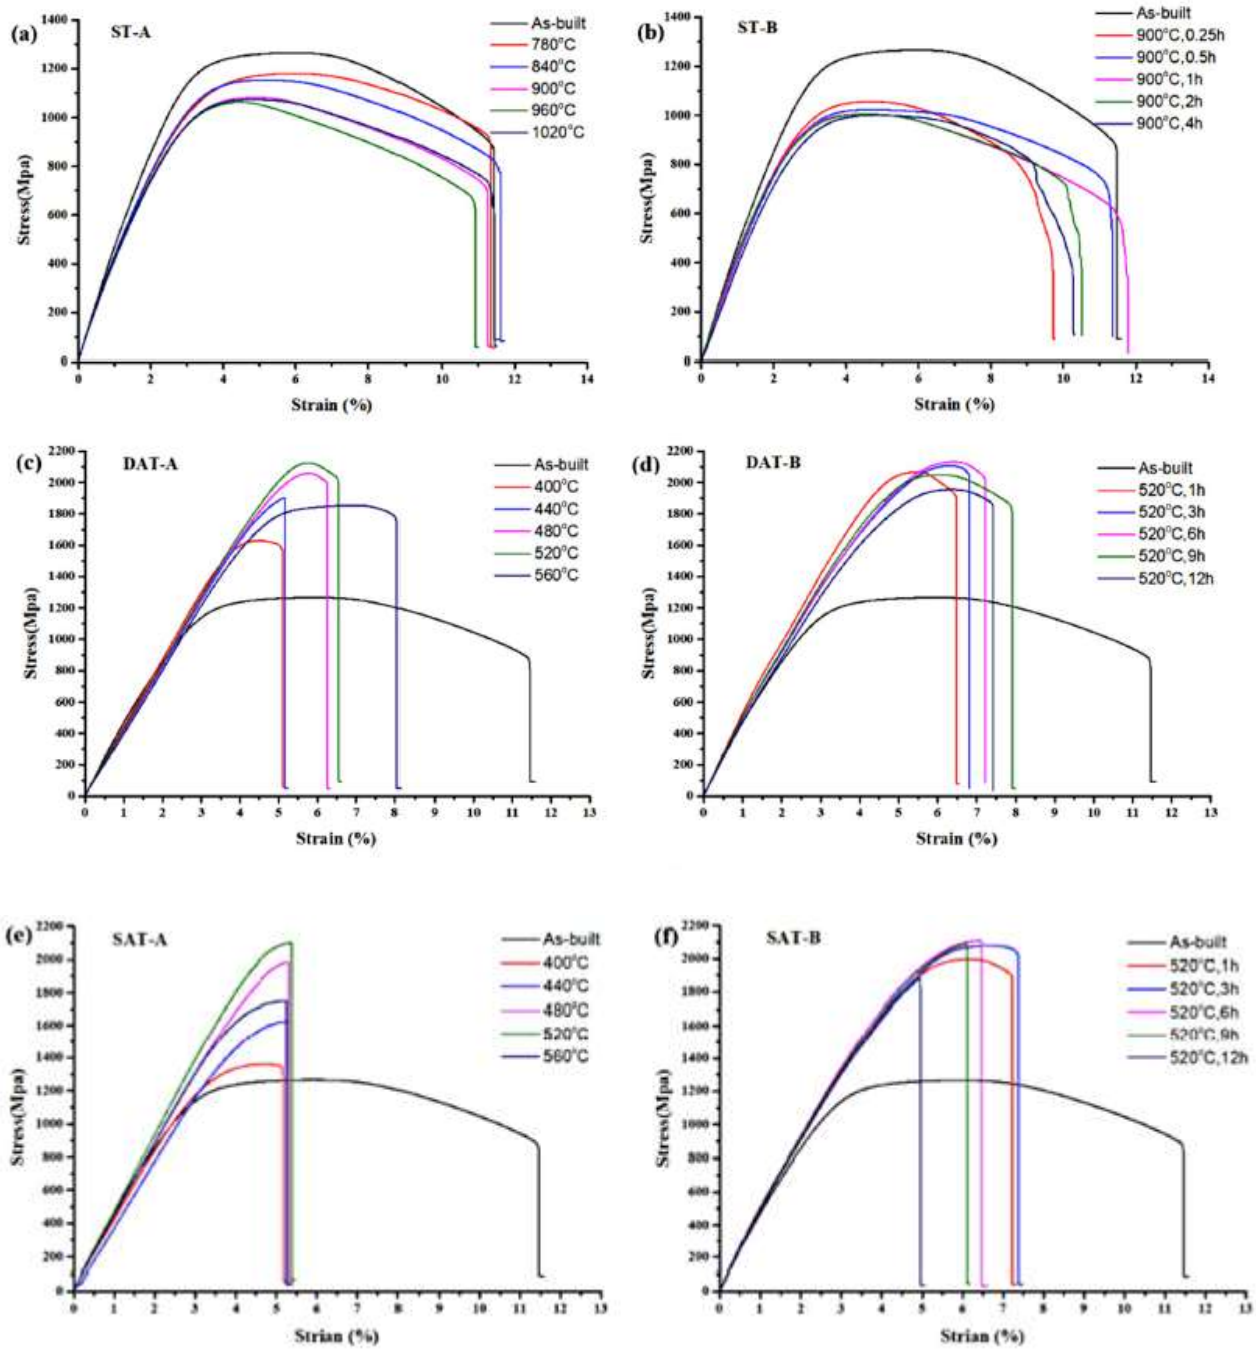 (a)
ST-A
As-built
780°C
840°C
900°C
960°C
1020°C
1400
1200
1000
800
600
400
200
0
Stress(Mpa)
0 2 4 6 8 10 12 14
Strain (%)
(b)
ST-B
As-built
900°C,0.25h
900°C,0.5h
900°C,1h
900°C,2h
900°C,4h
1400
1200
1000
800
600
400
200
0
Stress(Mpa)
0 2 4 6 8 10 12 14
Strain (%)
(c)
DAT-A
As-built
400°C
440°C
480°C
520°C
560°C
2200
2000
1800
1600
1400
1200
1000
800
600
400
200
0
Stress(Mpa)
0 1 2 3 4 5 6 7 8 9 10 11 12 13
Strain (%)
(d)
DAT-B
As-built
520°C,1h
520°C,3h
520°C,6h
520°C,9h
520°C,12h
2200
2000
1800
1600
1400
1200
1000
800
600
400
200
0
Stress(Mpa)
0 1 2 3 4 5 6 7 8 9 10 11 12 13
Strain (%)
(e)
SAT-A
As-built
400°C
440°C
480°C
520°C
560°C
2200
2000
1800
1600
1400
1200
1000
800
600
400
200
0
Stress(Mpa)
0 1 2 3 4 5 6 7 8 9 10 11 12 13
Strian (%)
(f)
SAT-B
As-built
520°C,1h
520°C,3h
520°C,6h
520°C,9h
520°C,12h
2200
2000
1800
1600
1400
1200
1000
800
600
400
200
0
Stress(Mpa)
0 1 2 3 4 5 6 7 8 9 10 11 12 13
Strian (%)